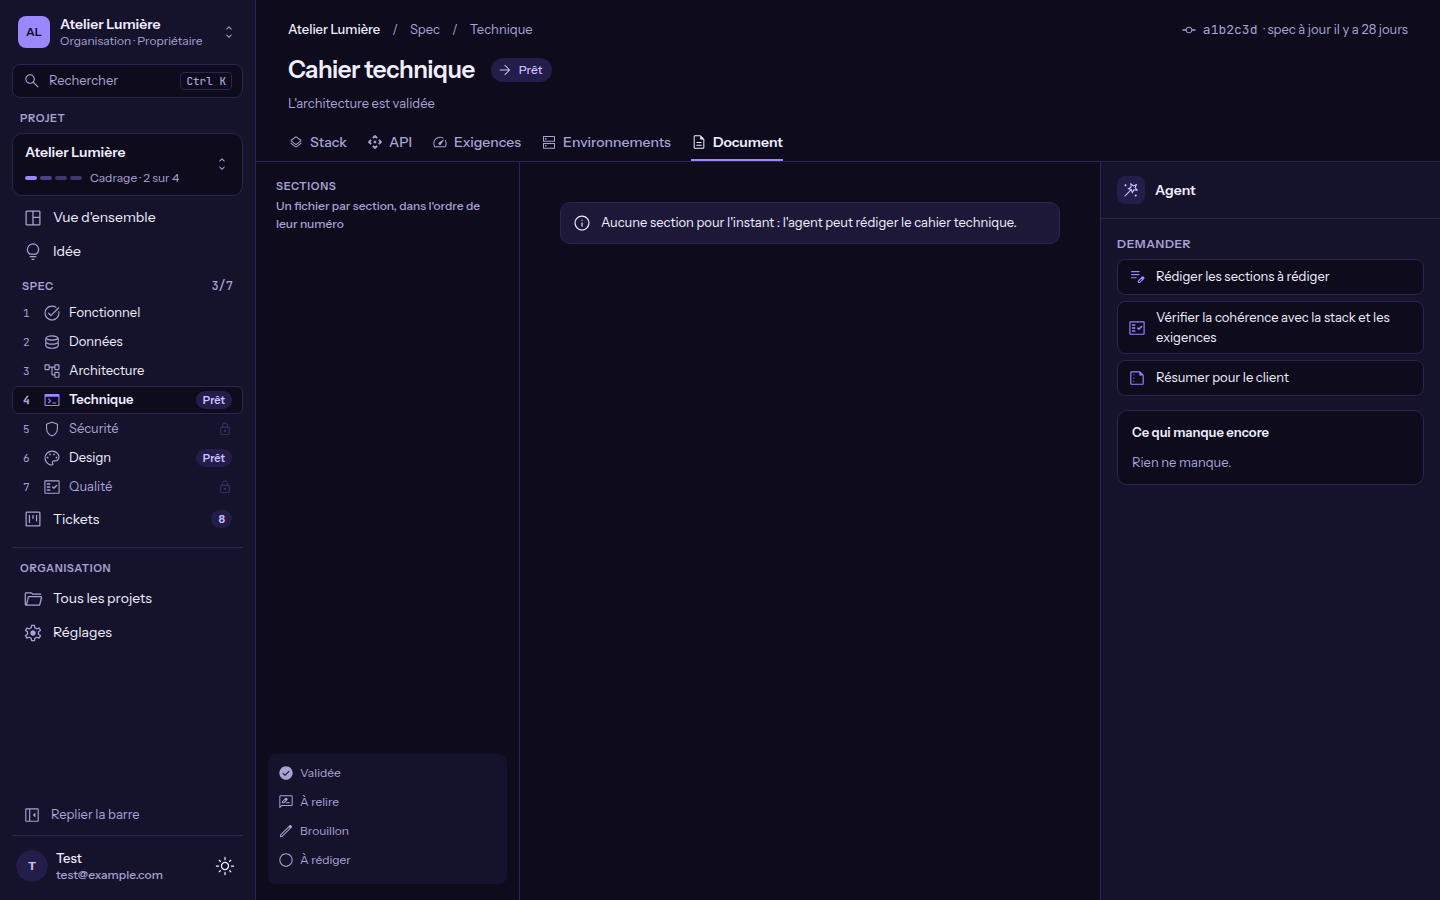 AL
Atelier Lumière
Organisation · Propriétaire
Rechercher
Ctrl K
PROJET
Atelier Lumière
Cadrage · 2 sur 4
Vue d'ensemble
Idée
SPEC 3/7
1 Fonctionnel
2 Données
3 Architecture
4 Technique Prêt
5 Sécurité
6 Design Prêt
7 Qualité
Tickets 8
ORGANISATION
Tous les projets
Réglages
Replier la barre
T
Test
test@example.com
Atelier Lumière / Spec / Technique
a1b2c3d · spec à jour il y a 28 jours
Cahier technique
Prêt
L'architecture est validée
Stack API Exigences Environnements Document
SECTIONS
Un fichier par section, dans l'ordre de
leur numéro
Validée
À relire
Brouillon
À rédiger
Aucune section pour l'instant : l'agent peut rédiger le cahier technique.
Agent
DEMANDER
Rédiger les sections à rédiger
Vérifier la cohérence avec la stack et les
exigences
Résumer pour le client
Ce qui manque encore
Rien ne manque.